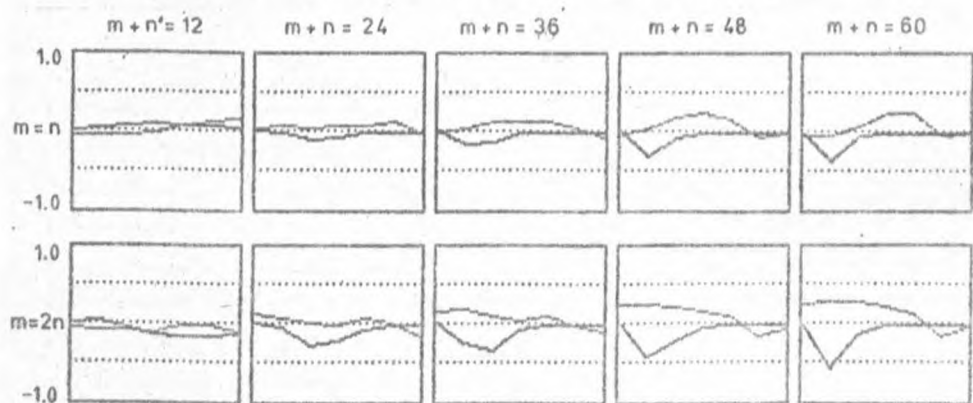 m + n = 12 m + n = 24 m + n = 36 m + n = 48 m + n = 60
1.0
m = n
-1.0
1.0
m=2n
-1.0